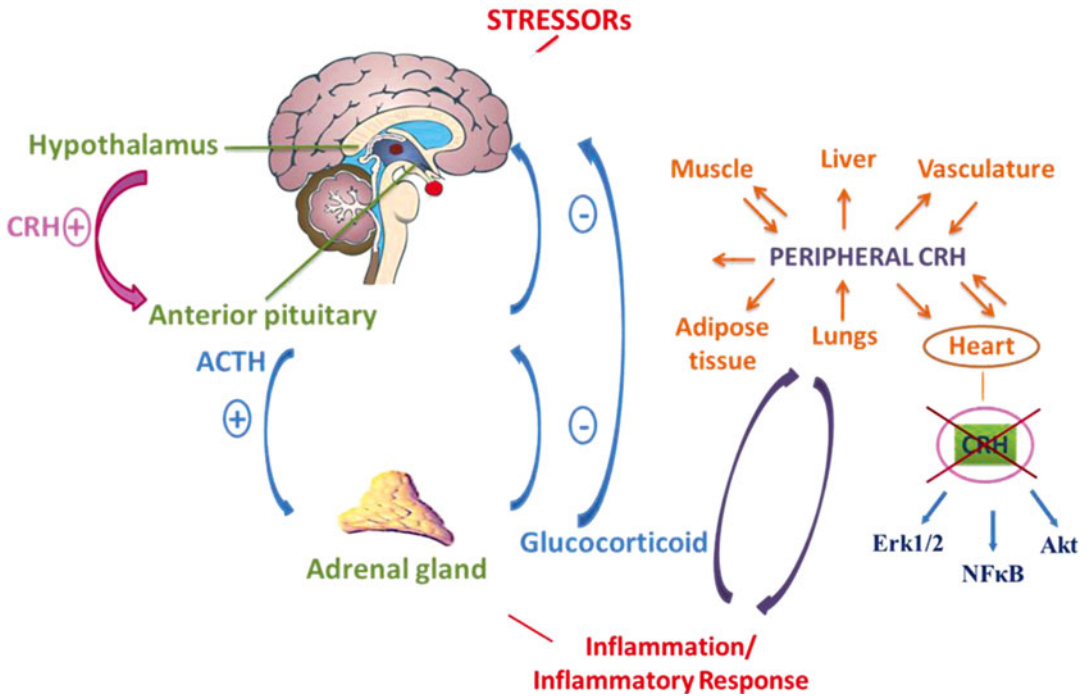 STRESSORs
Hypothalamus
CRH +
Anterior pituitary
ACTH
+
-
-
Adrenal gland
Glucocorticoid
Inflammation/
Inflammatory Response
Muscle
Liver
Vasculature
PERIPHERAL CRH
Adipose
tissue
Lungs
Heart
CRH
Erk1/2
NFκB
Akt